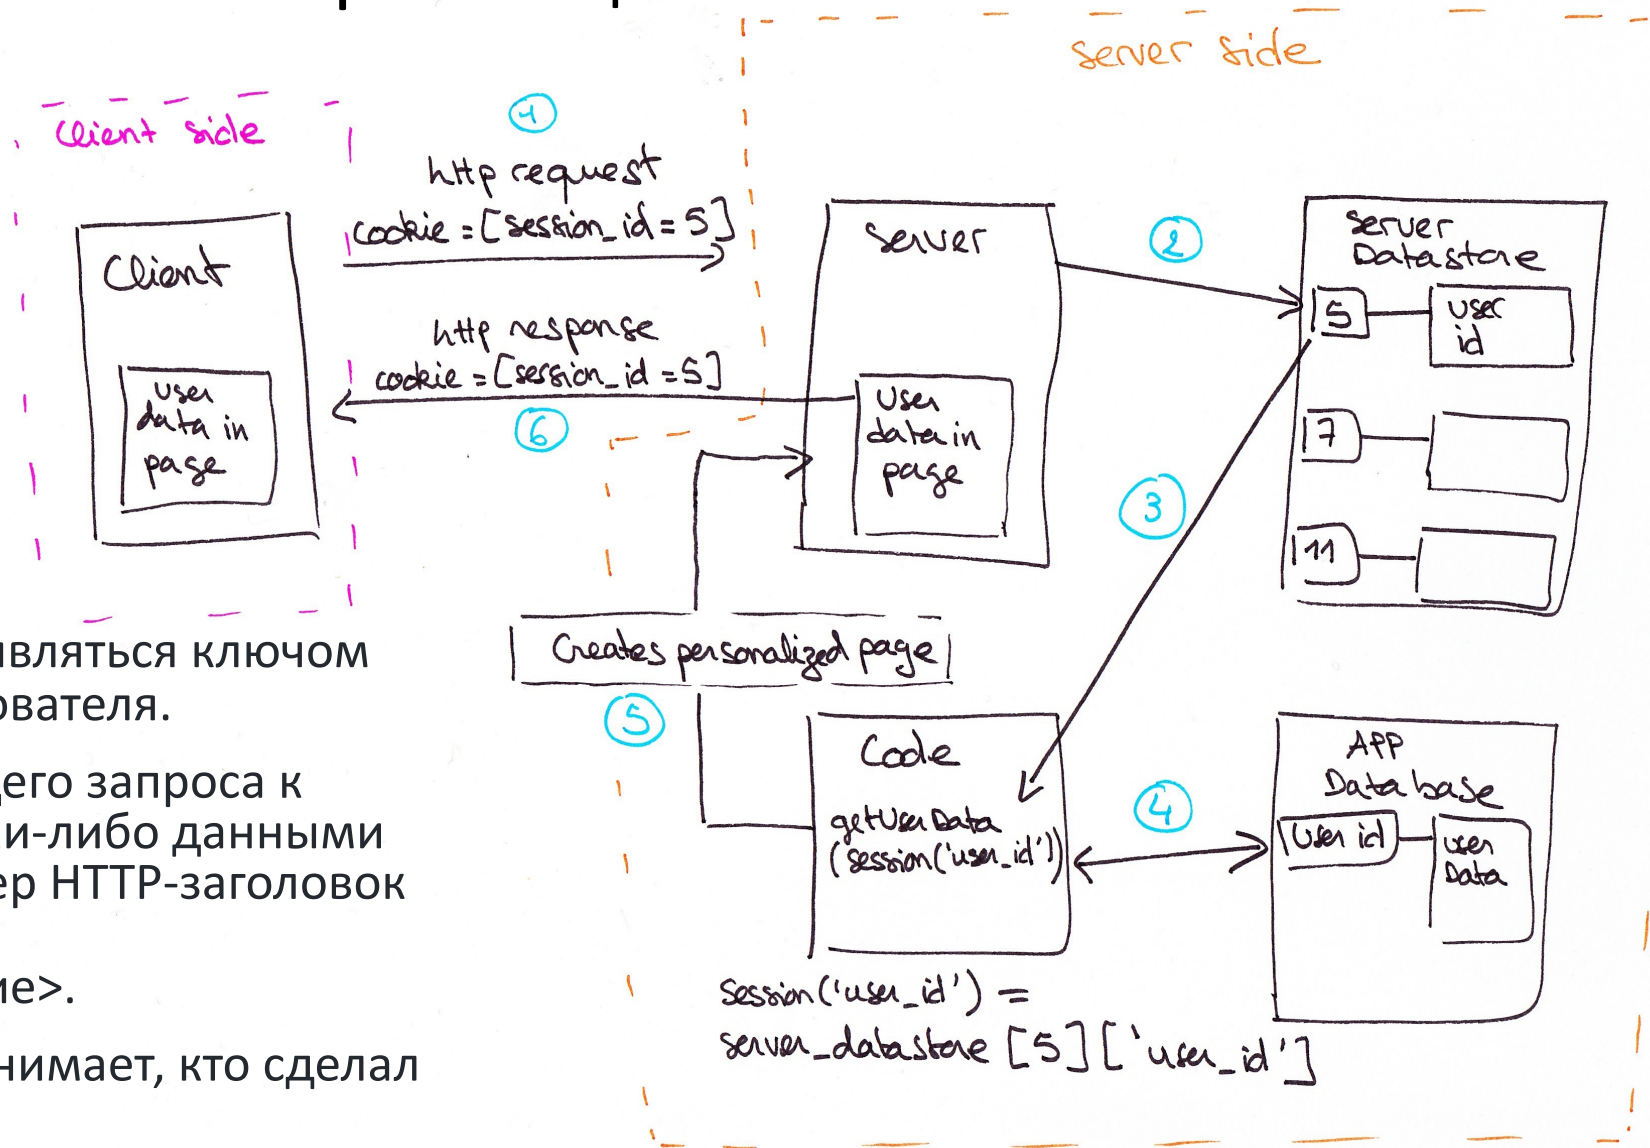 server side
client side
1
http request
cookie = [session_id = 5]
Client
user
data in
page
http response
cookie = [session_id = 5]
6
Server
User
data in
page
2
server
Datastore
5
user
id
7
11
3
Creates personalized page
5
Code
getUserData
(session('user_id'))
4
APP
Database
User id
user
Data
session('user_id') =
server_datastore [5]['user_id']
являться ключом
ователя.
его запроса к
и-либо данными
ер HTTP-заголовок
ие>.
нимает, кто сделал